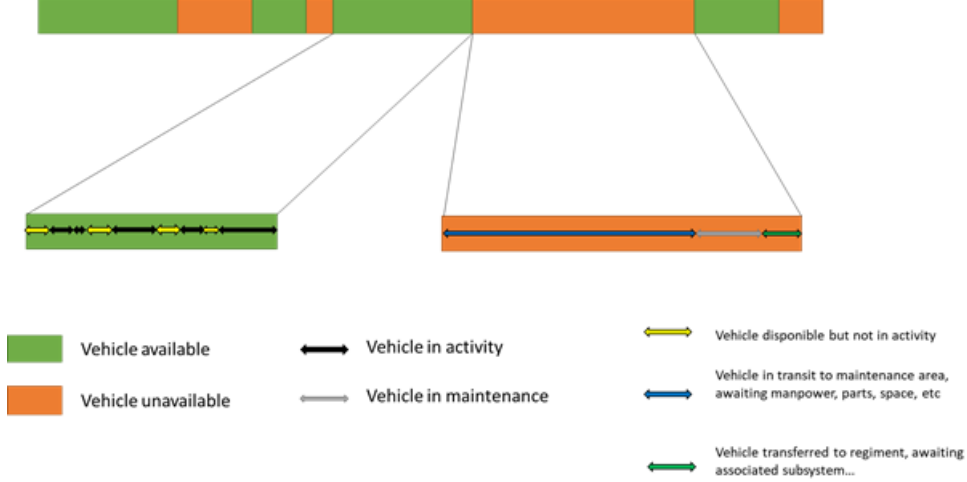 Vehicle available
Vehicle in activity
Vehicle disponible but not in activity
Vehicle unavailable
Vehicle in maintenance
Vehicle in transit to maintenance area,
awaiting manpower, parts, space, etc
Vehicle transferred to regiment, awaiting
associated subsystem...